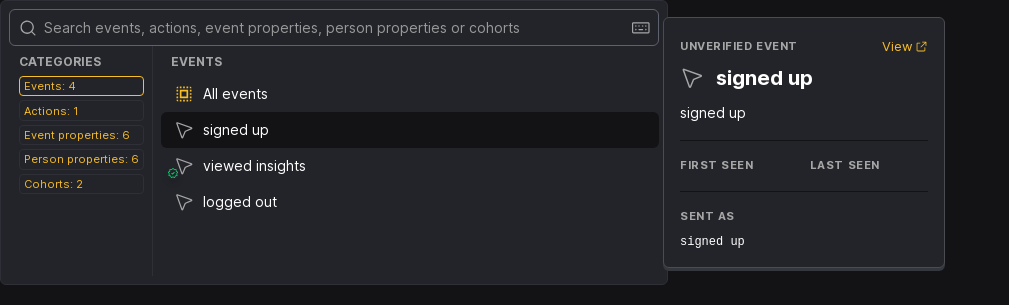 Search events, actions, event properties, person properties or cohorts
CATEGORIES
Events: 4
Actions: 1
Event properties: 6
Person properties: 6
Cohorts: 2
EVENTS
All events
signed up
viewed insights
logged out
UNVERIFIED EVENT
View
signed up
signed up
FIRST SEEN LAST SEEN
SENT AS
signed up